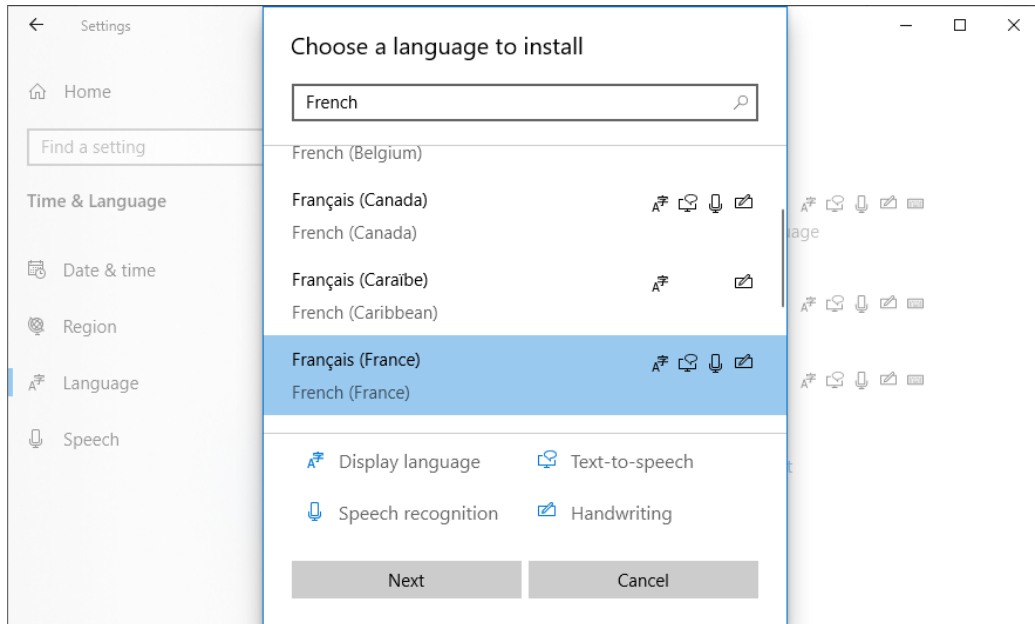 Settings
Home
Find a setting
Time & Language
Date & time
Region
Language
Speech
Choose a language to install
French
French (Belgium)
Français (Canada)
French (Canada)
Français (Caraïbe)
French (Caribbean)
Français (France)
French (France)
Display language
Text-to-speech
Speech recognition
Handwriting
Next
Cancel